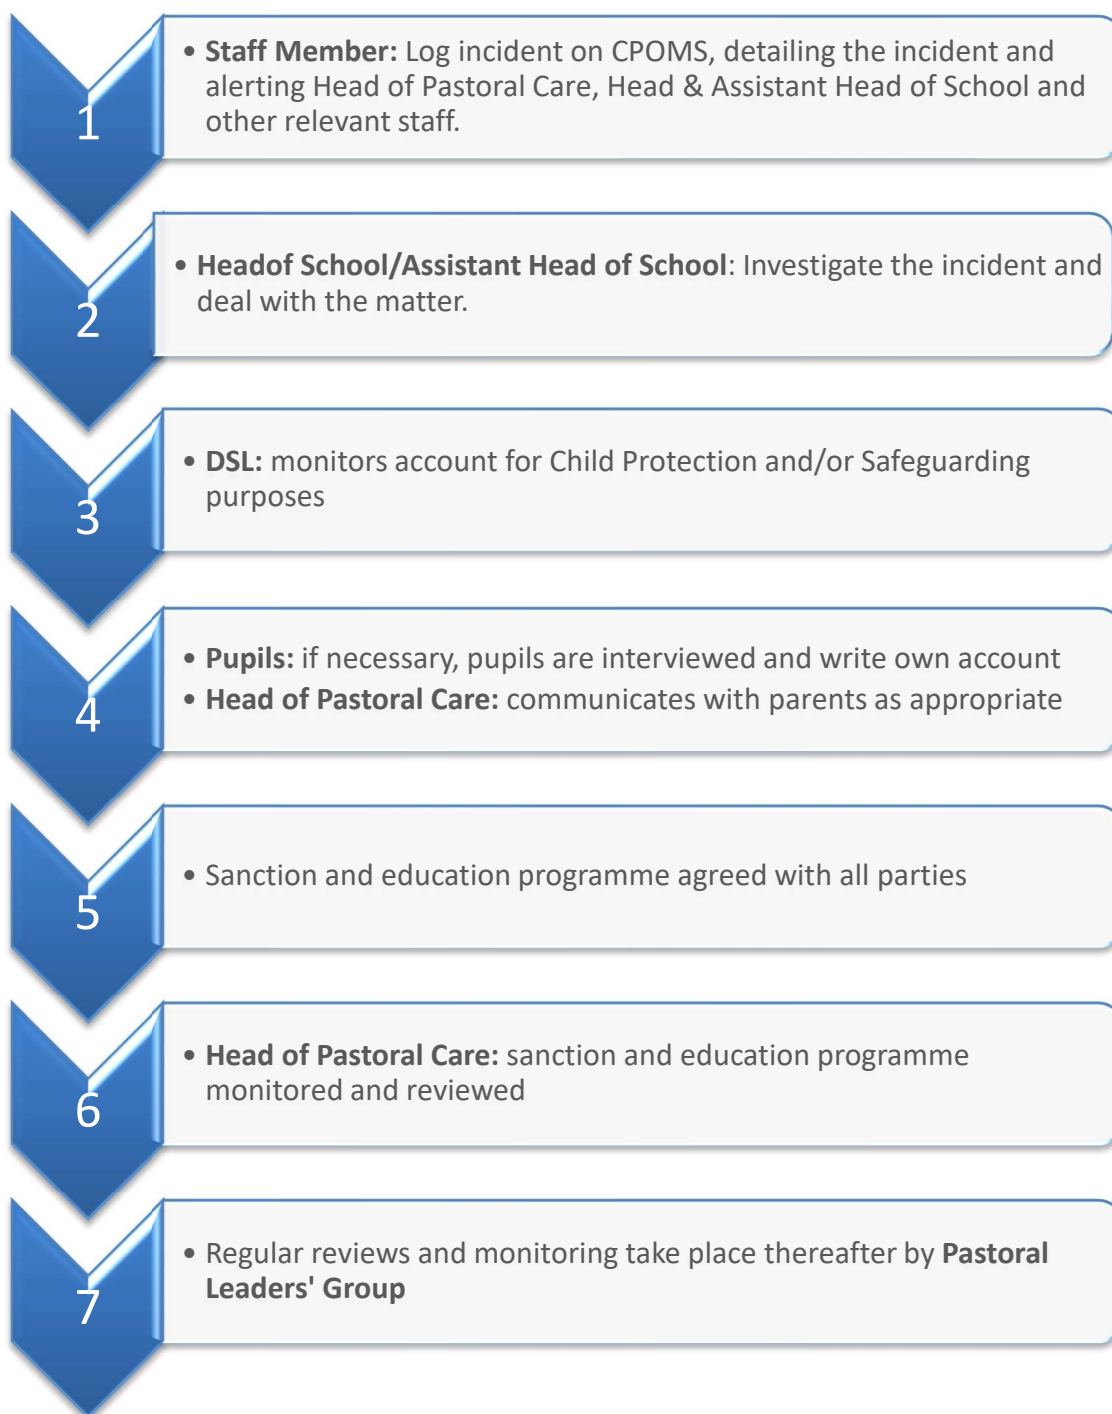 1
• Staff Member: Log incident on CPOMS, detailing the incident and
alerting Head of Pastoral Care, Head & Assistant Head of School and
other relevant staff.
2
• Headof School/Assistant Head of School: Investigate the incident and
deal with the matter.
3
• DSL: monitors account for Child Protection and/or Safeguarding
purposes
4
• Pupils: if necessary, pupils are interviewed and write own account
• Head of Pastoral Care: communicates with parents as appropriate
5
• Sanction and education programme agreed with all parties
6
• Head of Pastoral Care: sanction and education programme
monitored and reviewed
7
• Regular reviews and monitoring take place thereafter by Pastoral
Leaders' Group